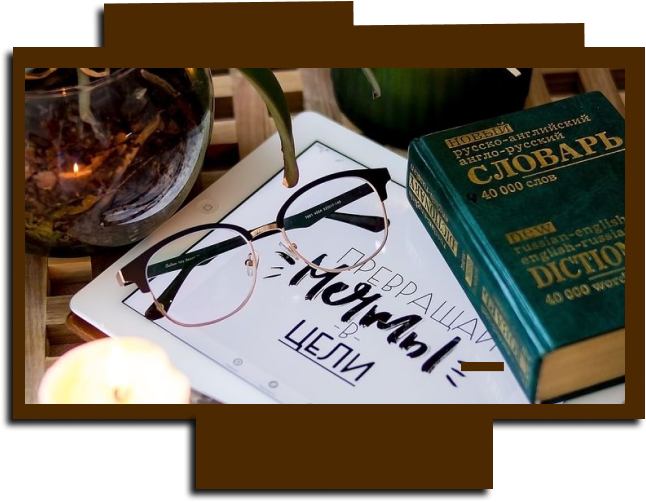 НОВЫЙ
русско-английский
англо-русский
СЛОВАРЬ
40 000 слов
NEW
russian-english
english-russia
DICTION
40 000 word
ПРЕВРАЩАЙ
МЕЧТЫ
-В-
ЦЕЛИ